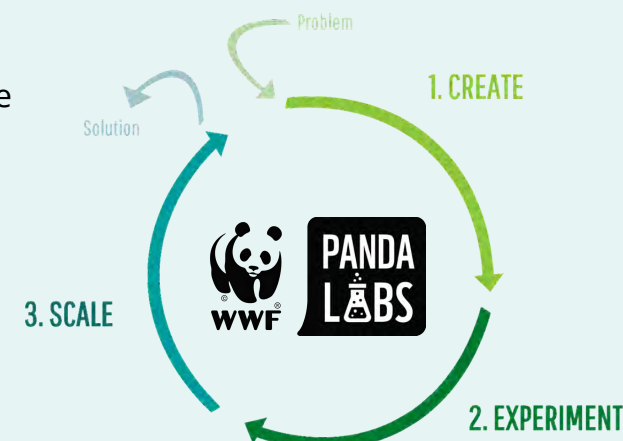 Problem
e
1. CREATE
Solution
PANDA
LABS
© WWF ®
3. SCALE
2. EXPERIMENT